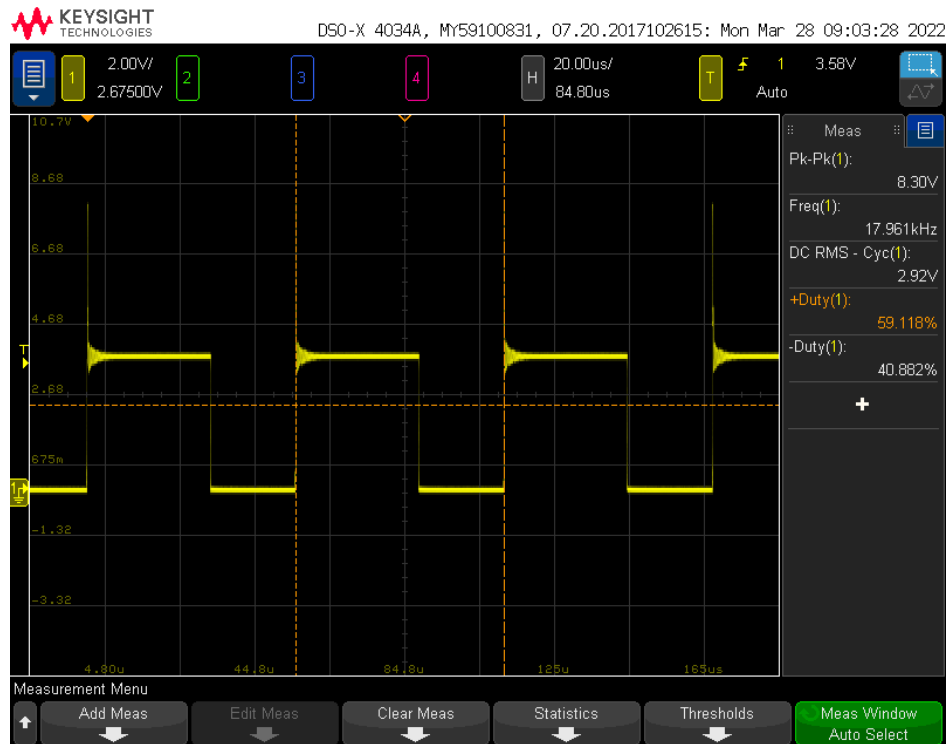 KEYSIGHT
TECHNOLOGIES
DSO-X 4034A, MY59100831, 07.20.2017102615: Mon Mar 28 09:03:28 2022
1 2.00V/ 2 3 4 H 20.00us/ T 1 3.58V
2.67500V 84.80us Auto
10.7V
8.68
6.68
4.68
T
2.68
675m
1
-1.32
-3.32
4.80u 44.8u 84.8u 125u 165us
Meas
Pk-Pk(1):
8.30V
Freq(1):
17.961kHz
DC RMS - Cyc(1):
2.92V
+Duty(1):
59.118%
-Duty(1):
40.882%
+
Measurement Menu
Add Meas Edit Meas Clear Meas Statistics Thresholds Meas Window
Auto Select